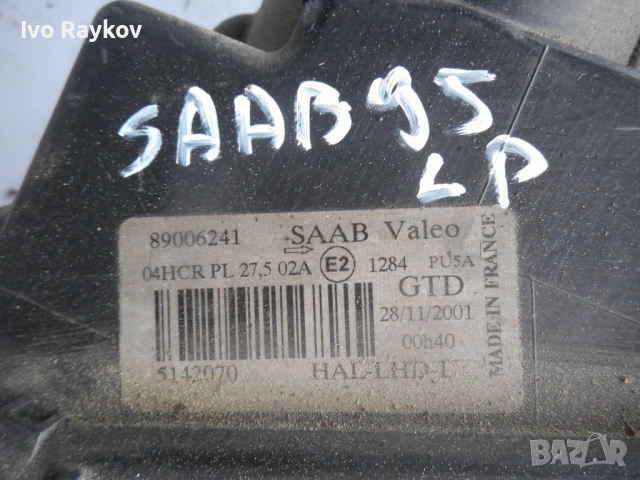 Ivo Raykov
SAAB 95
LP
89006241 SAAB Valeo
04HCR PL 27,5 02A E2 1284 PU5A
GTD
28/11/2001
00h40
5142070 HAL-LHD-L
MADE IN FRANCE
BAZAR